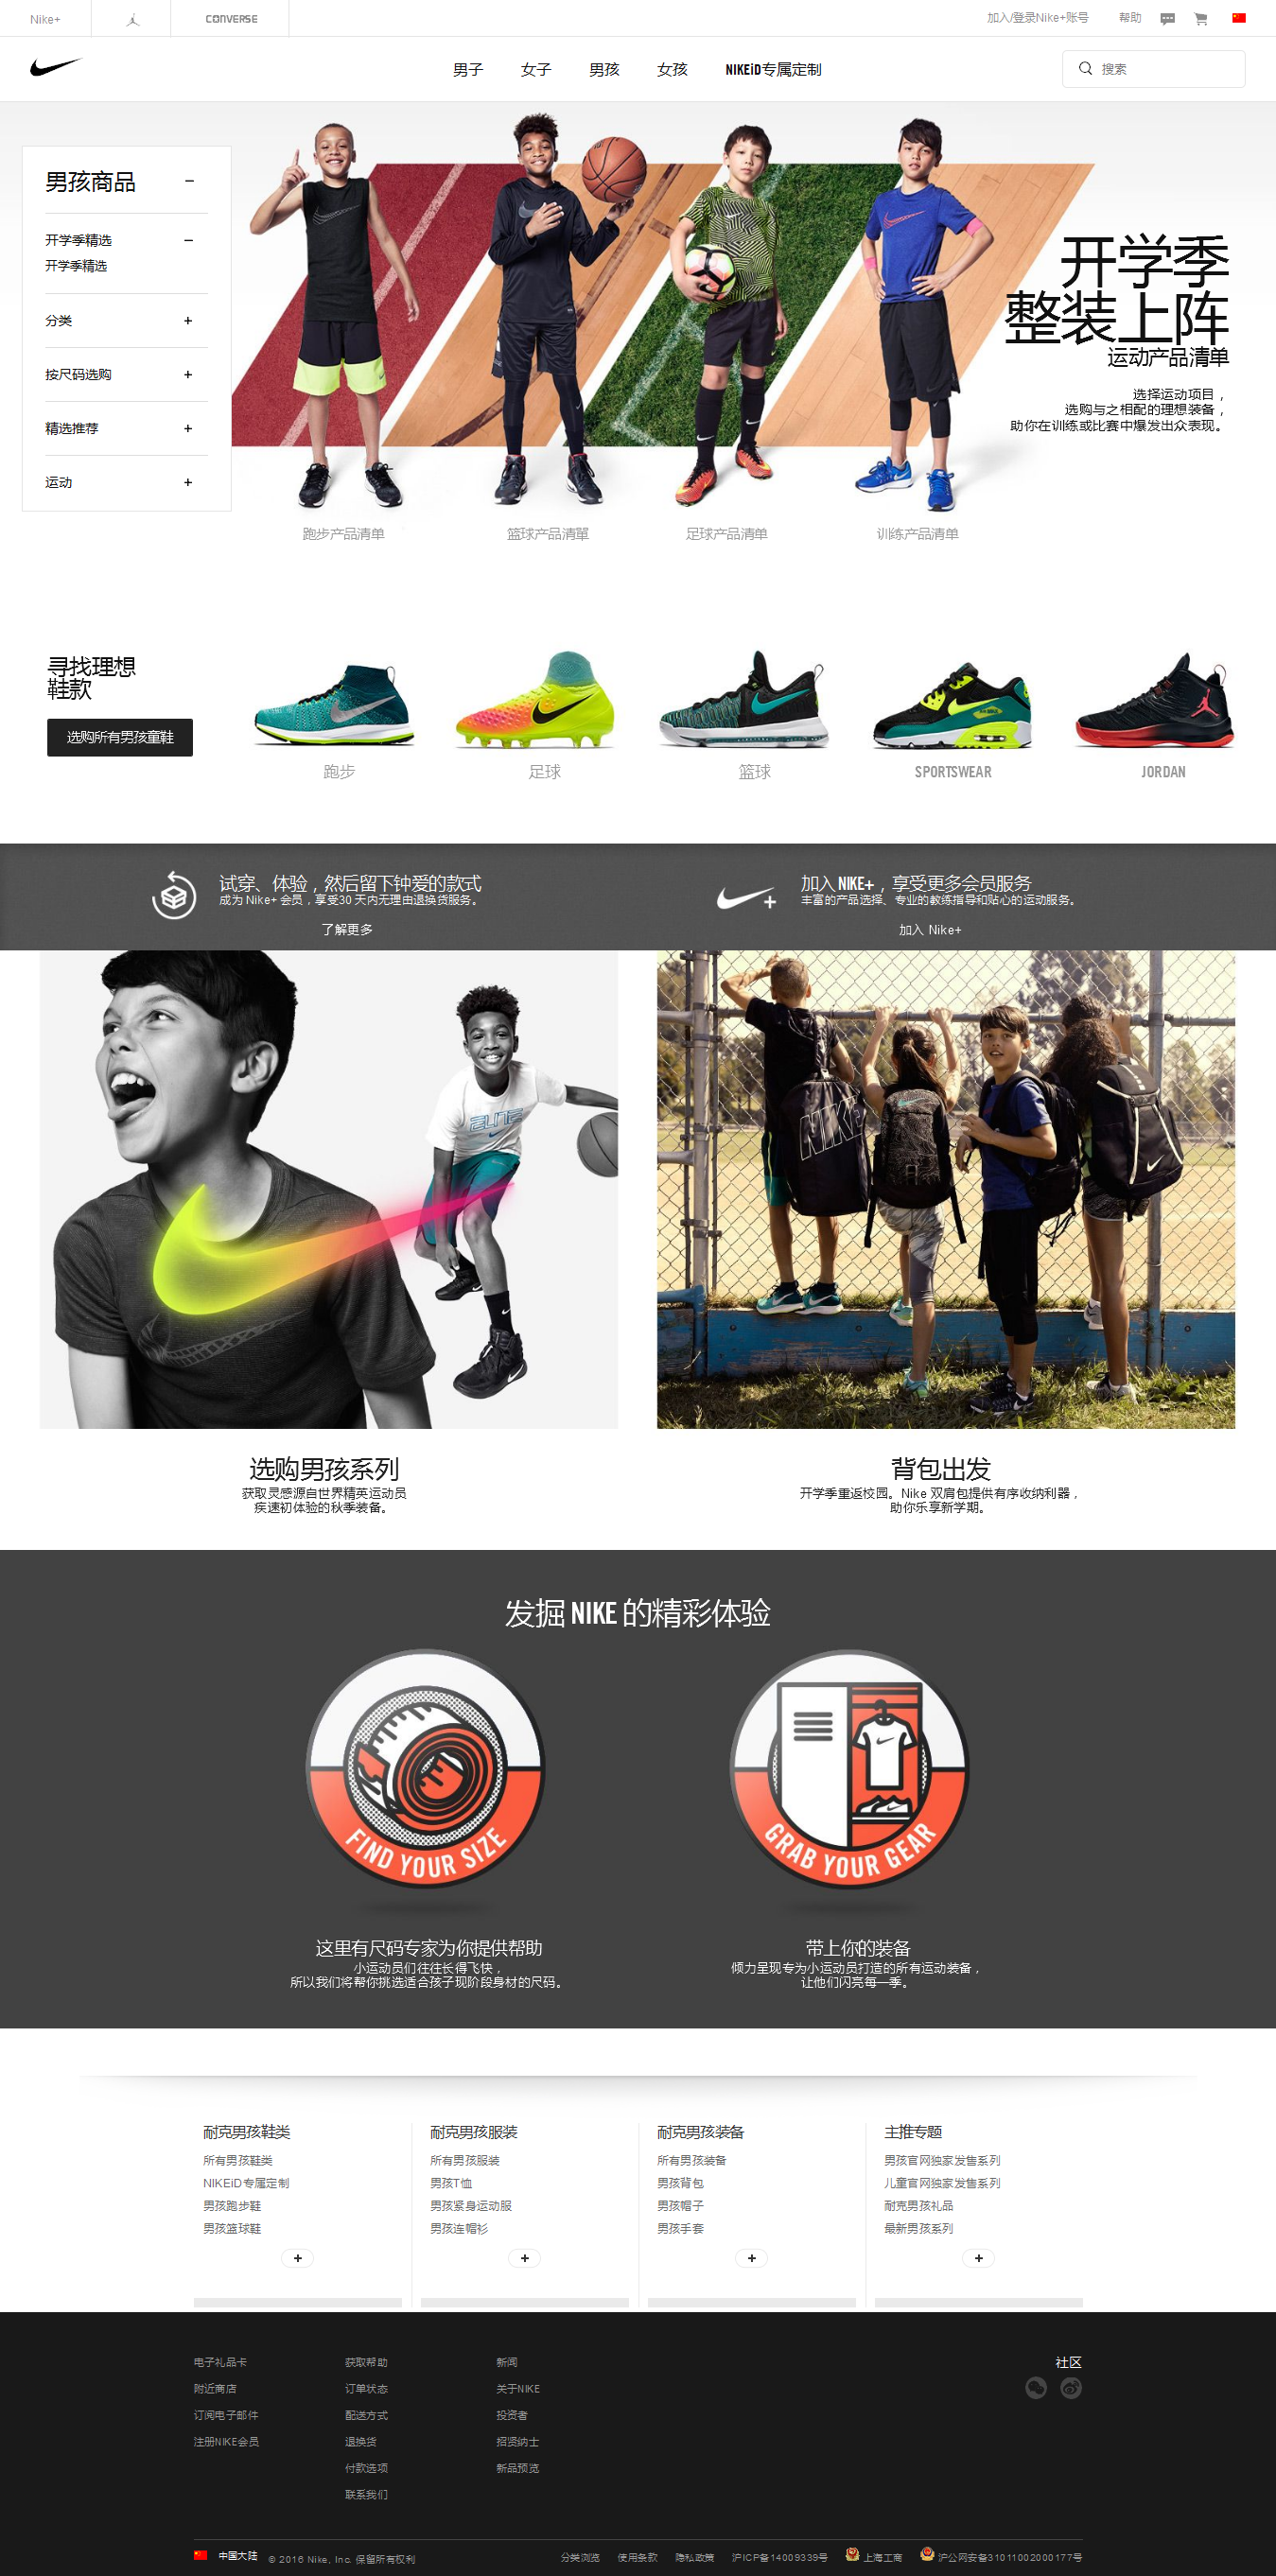 Nike+
CONVERSE
加入/登录Nike+账号
帮助
男子
女子
男孩
女孩
NIKEiD专属定制
搜索
男孩商品
开学季精选
开学季精选
分类
按尺码选购
精选推荐
运动
开学季
整装上阵
运动产品清单
选择运动项目，
选购与之相配的理想装备，
助你在训练或比赛中爆发出众表现。
跑步产品清单
篮球产品清單
足球产品清单
训练产品清单
寻找理想
鞋款
选购所有男孩童鞋
跑步
足球
篮球
SPORTSWEAR
JORDAN
试穿、体验，然后留下钟爱的款式
成为 Nike+ 会员，享受30 天内无理由退换货服务。
了解更多
加入 NIKE+，享受更多会员服务
丰富的产品选择、专业的教练指导和贴心的运动服务。
加入 Nike+
ELITE
NIKE
选购男孩系列
获取灵感源自世界精英运动员
疾速初体验的秋季装备。
背包出发
开学季重返校园。Nike 双肩包提供有序收纳利器，
助你乐享新学期。
发掘 NIKE 的精彩体验
FIND YOUR SIZE
GRAB YOUR GEAR
这里有尺码专家为你提供帮助
小运动员们往往长得飞快，
所以我们将帮你挑选适合孩子现阶段身材的尺码。
带上你的装备
倾力呈现专为小运动员打造的所有运动装备，
让他们闪亮每一季。
耐克男孩鞋类
所有男孩鞋类
NIKEiD专属定制
男孩跑步鞋
男孩篮球鞋
耐克男孩服装
所有男孩服装
男孩T恤
男孩紧身运动服
男孩连帽衫
耐克男孩装备
所有男孩装备
男孩背包
男孩帽子
男孩手套
主推专题
男孩官网独家发售系列
儿童官网独家发售系列
耐克男孩礼品
最新男孩系列
电子礼品卡
附近商店
订阅电子邮件
注册NIKE会员
获取帮助
订单状态
配送方式
退换货
付款选项
联系我们
新闻
关于NIKE
投资者
招贤纳士
新品预览
社区
中国大陆
© 2016 Nike, Inc. 保留所有权利
分类浏览
使用条款
隐私政策
沪ICP备14009339号
上海工商
沪公网安备31011002000177号